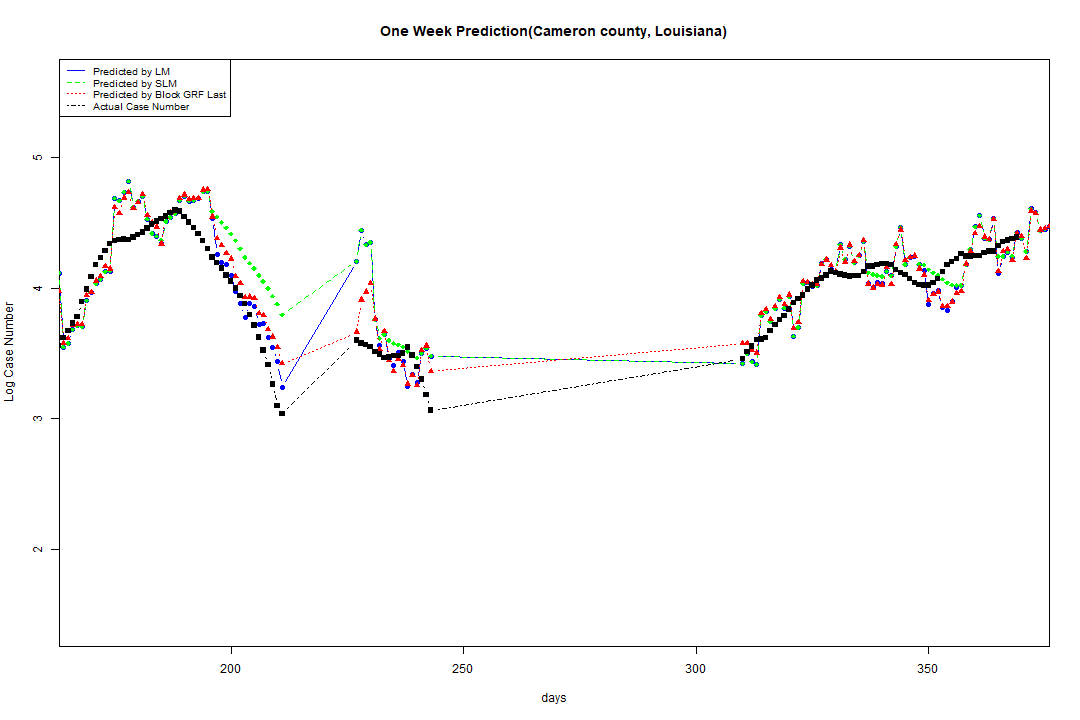 One Week Prediction(Cameron county, Louisiana)
Predicted by LM
Predicted by SLM
Predicted by Block GRF Last
Actual Case Number
5
4
3
2
Log Case Number
200 250 300 350
days